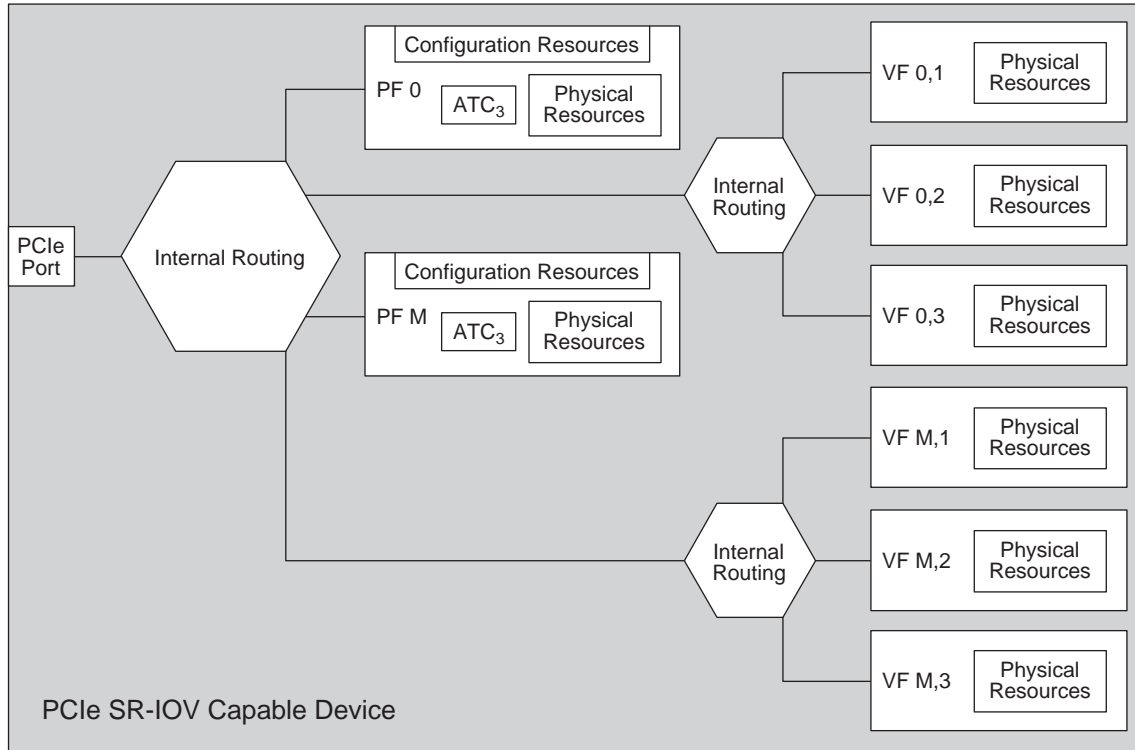 Configuration Resources
PF 0
ATC3
Physical
Resources
VF 0,1
Physical
Resources
Internal
Routing
VF 0,2
Physical
Resources
PCIe
Port
Internal Routing
Configuration Resources
PF M
ATC3
Physical
Resources
VF 0,3
Physical
Resources
VF M,1
Physical
Resources
Internal
Routing
VF M,2
Physical
Resources
VF M,3
Physical
Resources
PCIe SR-IOV Capable Device